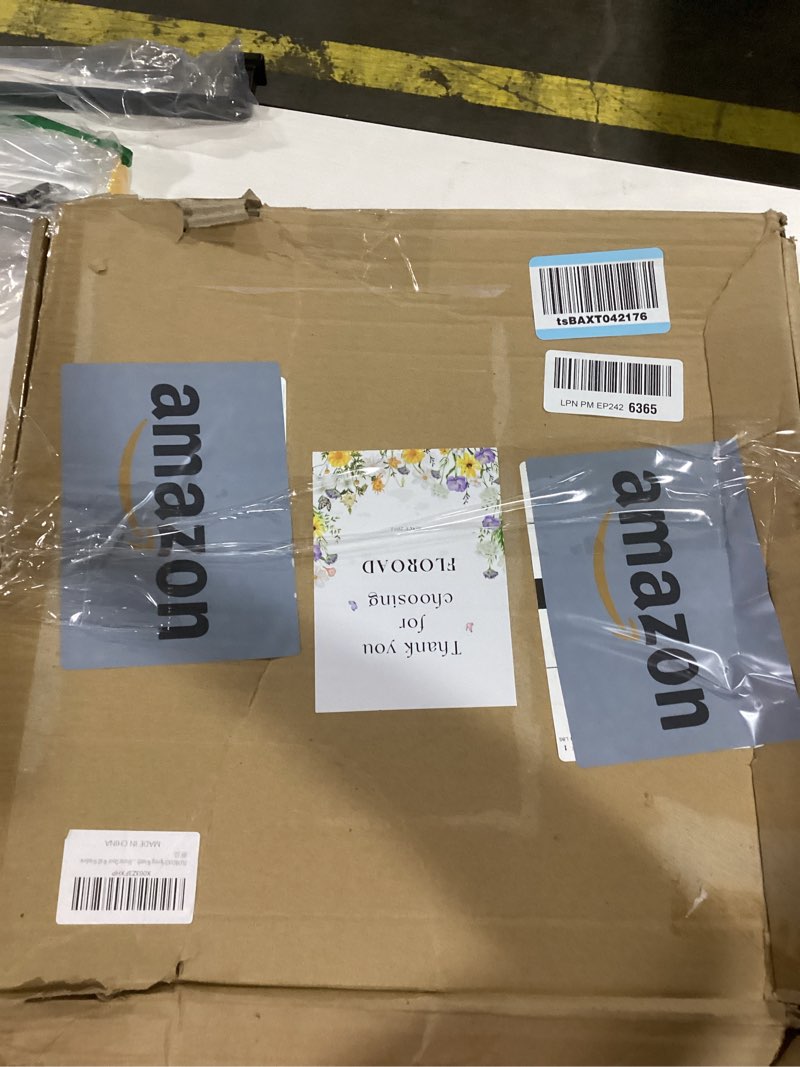 tsBAXT042176
LPN PM EP242 6365
amazon
amazon
Thank you
for
choosing
FLOROAD
MADE IN CHINA